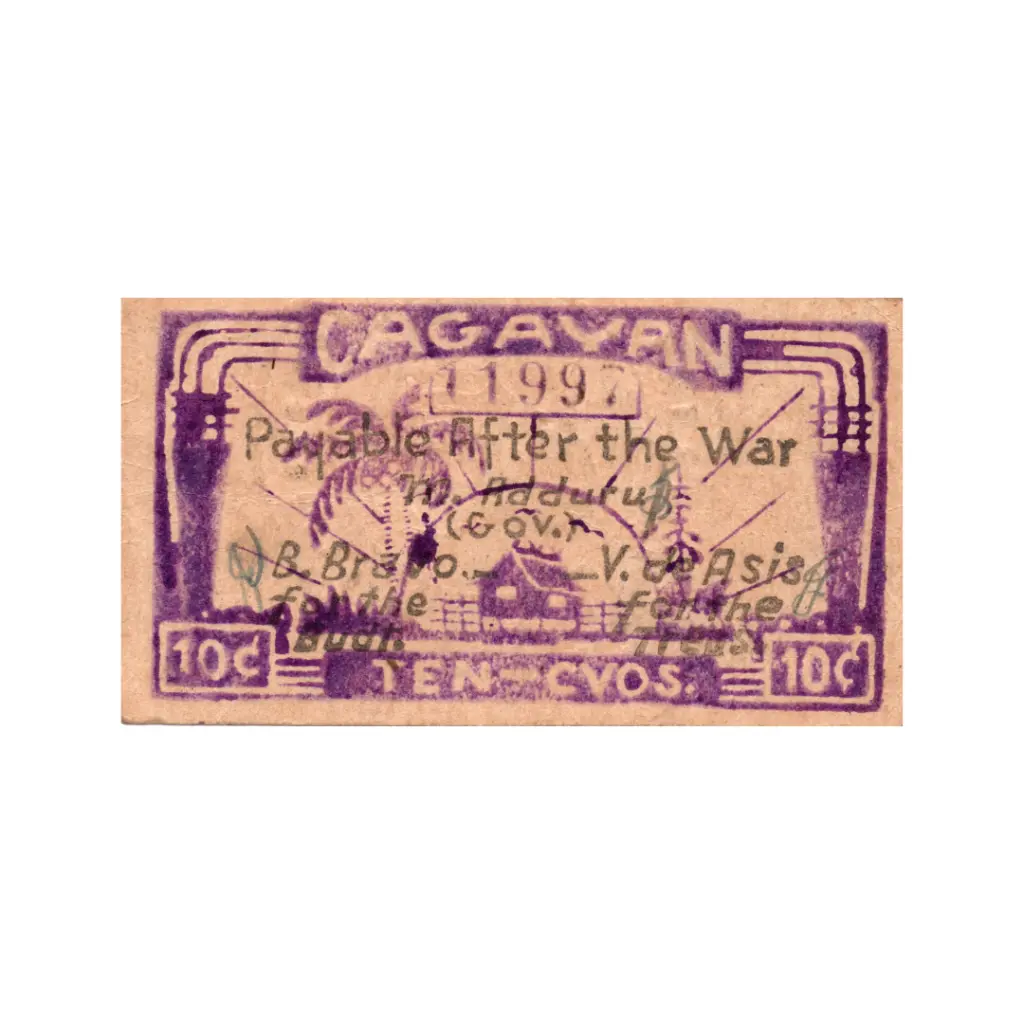 CAGAYAN
11997
Payable After the War
M. Adduru
(Gov.)
B. Bravo. V. de Asis
for the for the
Audr. Treas.
10¢ TEN-CVOS. 10¢